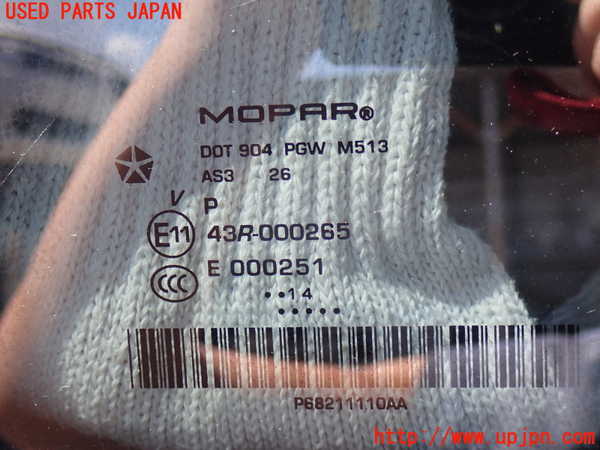 USED PARTS JAPAN
MOPAR®
DOT 904 PGW M513
AS3 26
V P
E11 43R-000265
CCC E 000251
••14
•••••
P68211110AA
http://www.upjpn.com